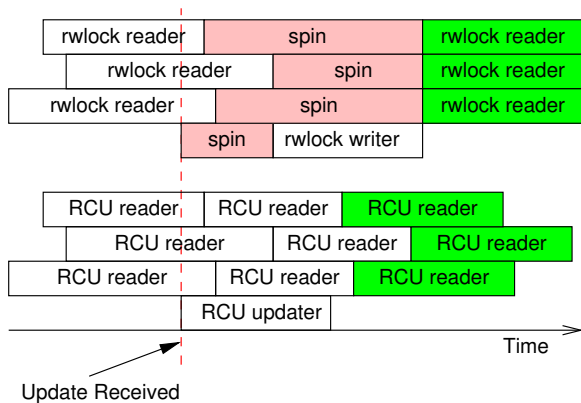 rwlock reader spin rwlock reader
rwlock reader spin rwlock reader
rwlock reader spin rwlock reader
spin rwlock writer
RCU reader RCU reader RCU reader
RCU reader RCU reader RCU reader
RCU reader RCU reader RCU reader
RCU updater
Time
Update Received